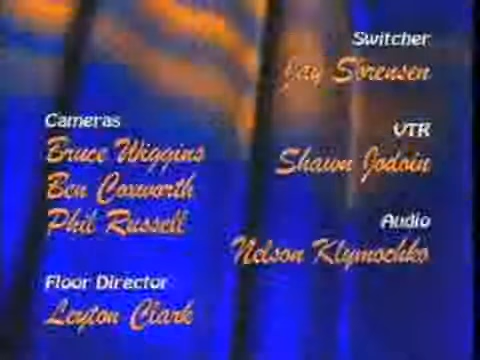 Switcher
Jay Sorensen
Cameras
Bruce Wiggins
Ben Coxworth
Phil Russell
VTR
Shawn Jodoin
Audio
Nelson Klymochko
Floor Director
Leyton Clark